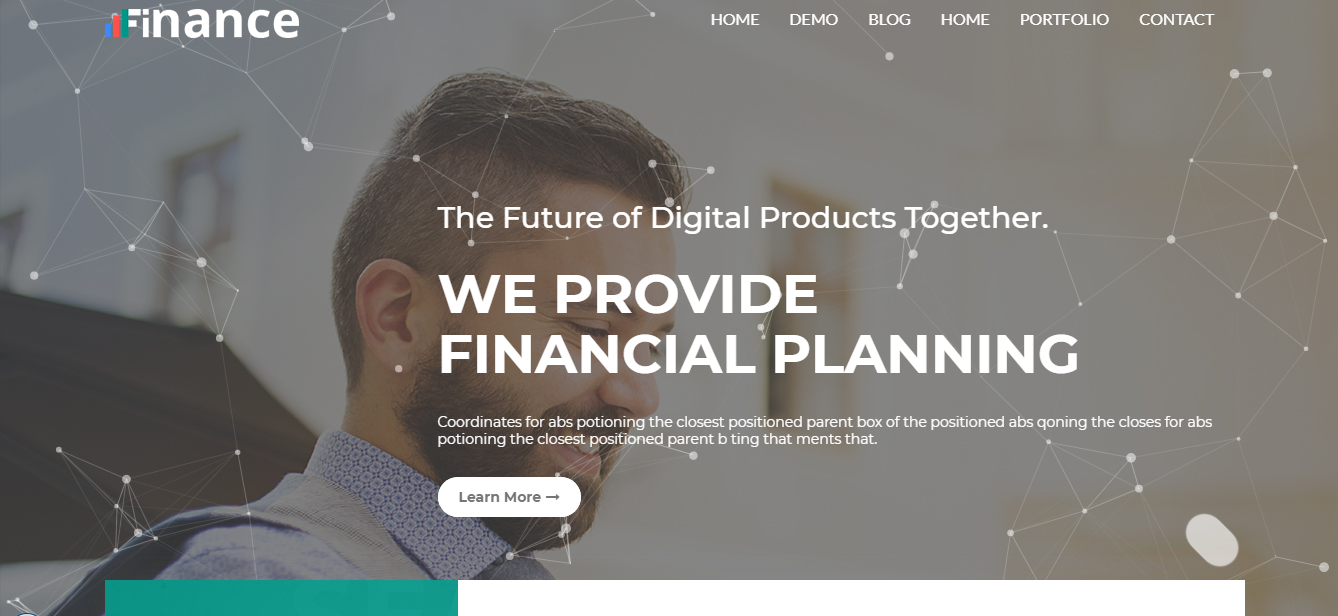 Finance
HOME DEMO BLOG HOME PORTFOLIO CONTACT
The Future of Digital Products Together.
WE PROVIDE
FINANCIAL PLANNING
Coordinates for abs potioning the closest positioned parent box of the positioned abs qoning the closes for abs
potioning the closest positioned parent b ting that ments that.
Learn More →